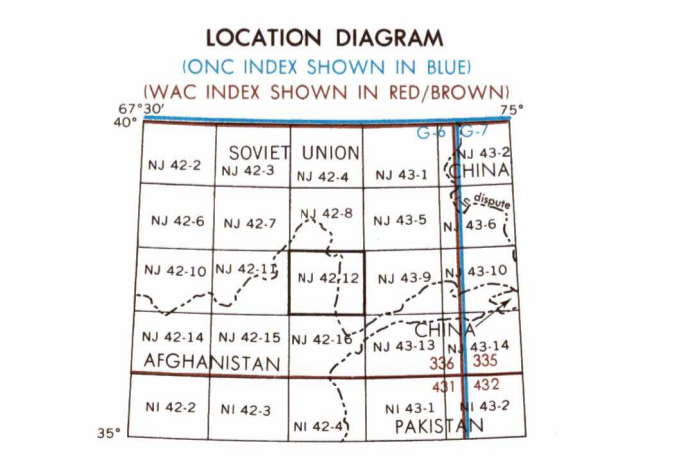 LOCATION DIAGRAM
(ONC INDEX SHOWN IN BLUE)
(WAC INDEX SHOWN IN RED/BROWN)
67°30′ 75°
40°
G-6 G-7
SOVIET UNION NJ 43-2
NJ 42-2 NJ 42-3 NJ 42-4 NJ 43-1 CHINA
In dispute
NJ 42-6 NJ 42-7 NJ 42-8 NJ 43-5 NJ 43-6
NJ 42-10 NJ 42-11 NJ 42-12 NJ 43-9 NJ 43-10
CHINA
NJ 42-14 NJ 42-15 NJ 42-16 NJ 43-13 NJ 43-14
AFGHANISTAN 336 335
431 432
NI 42-2 NI 42-3 NI 42-4 NI 43-1 NI 43-2
35° PAKISTAN